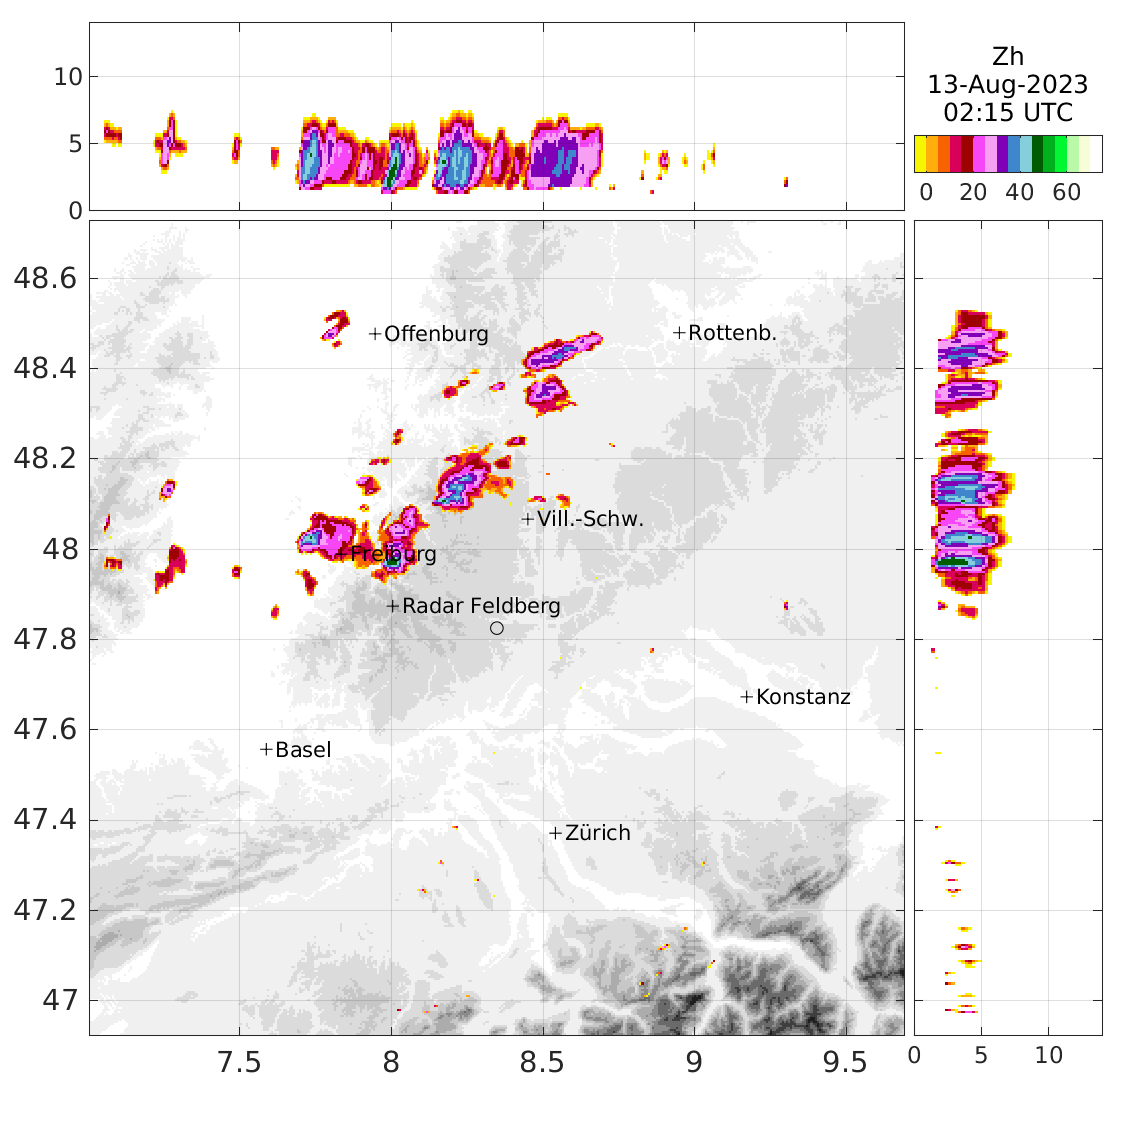 10
5
0
Zh
13-Aug-2023
02:15 UTC
0 20 40 60
48.6
48.4
48.2
48
47.8
47.6
47.4
47.2
47
+Offenburg
+Rottenb.
+Vill.-Schw.
+Freiburg
+Radar Feldberg
+Konstanz
+Basel
+Zürich
7.5 8 8.5 9 9.5
0 5 10